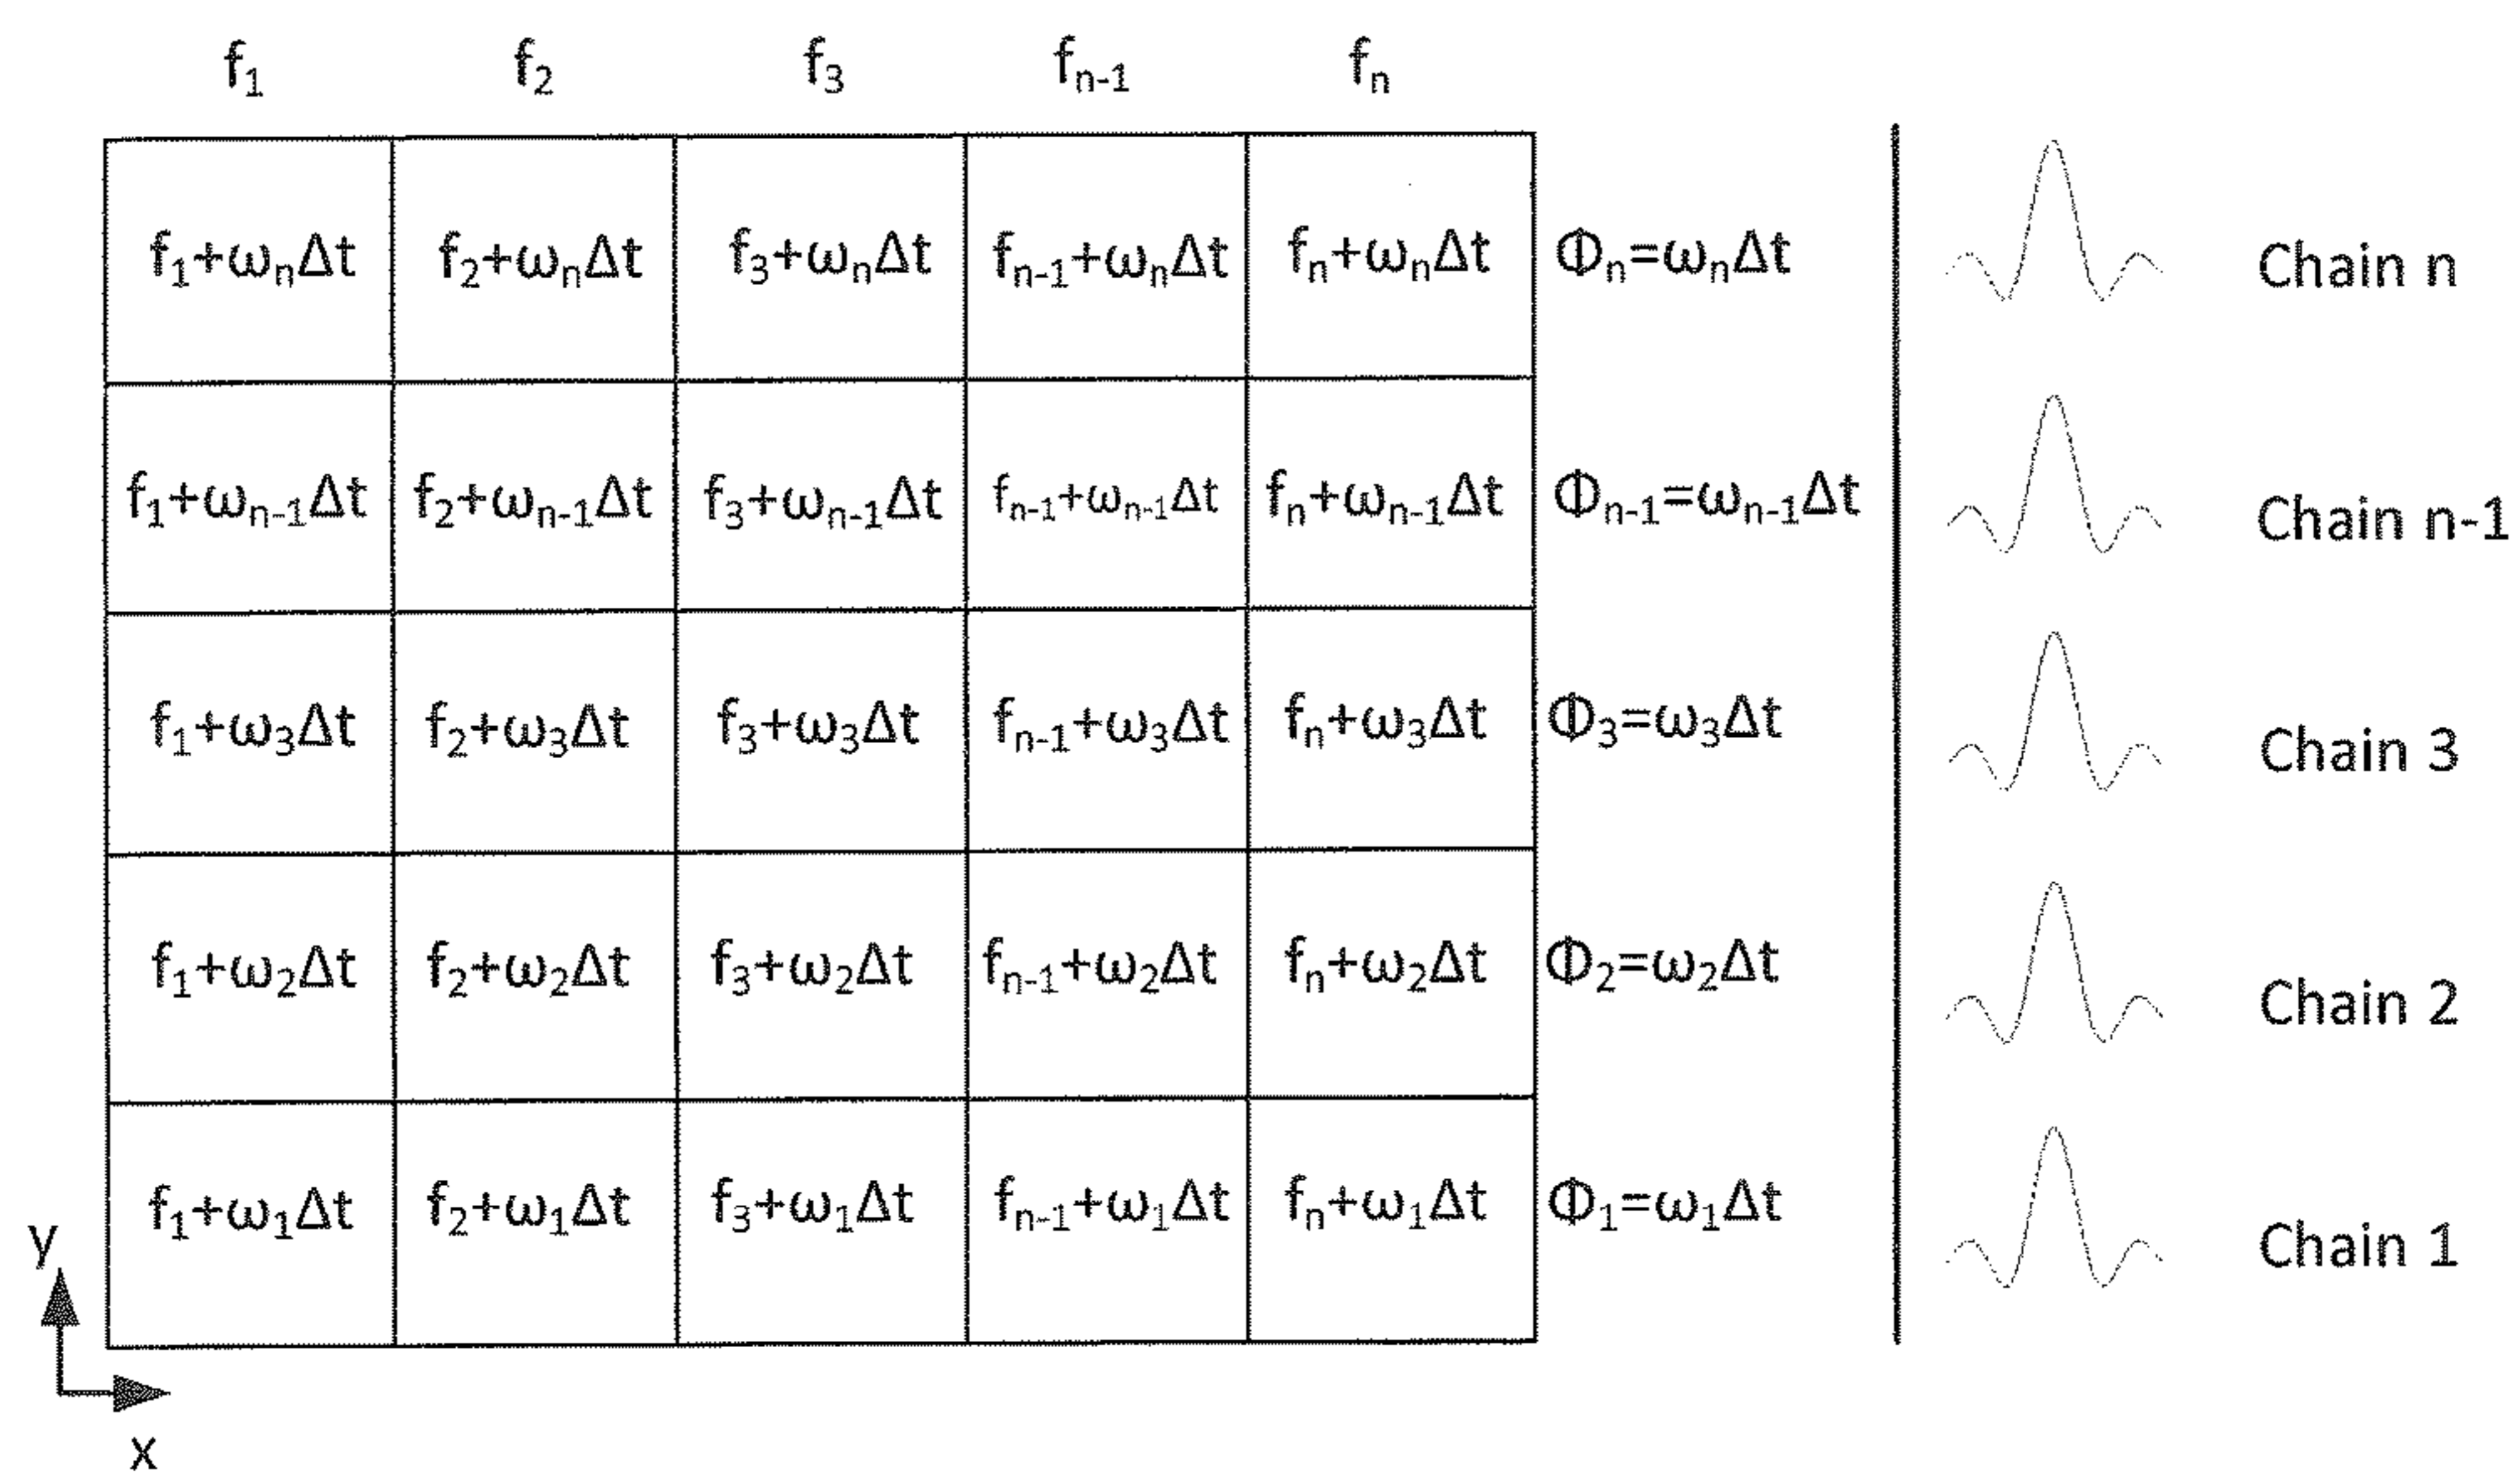 f₁ f₂ f₃ fₙ₋₁ fₙ
f₁+ωₙΔt f₂+ωₙΔt f₃+ωₙΔt fₙ₋₁+ωₙΔt fₙ+ωₙΔt Φₙ=ωₙΔt Chain n
f₁+ωₙ₋₁Δt f₂+ωₙ₋₁Δt f₃+ωₙ₋₁Δt fₙ₋₁+ωₙ₋₁Δt fₙ+ωₙ₋₁Δt Φₙ₋₁=ωₙ₋₁Δt Chain n-1
f₁+ω₃Δt f₂+ω₃Δt f₃+ω₃Δt fₙ₋₁+ω₃Δt fₙ+ω₃Δt Φ₃=ω₃Δt Chain 3
f₁+ω₂Δt f₂+ω₂Δt f₃+ω₂Δt fₙ₋₁+ω₂Δt fₙ+ω₂Δt Φ₂=ω₂Δt Chain 2
f₁+ω₁Δt f₂+ω₁Δt f₃+ω₁Δt fₙ₋₁+ω₁Δt fₙ+ω₁Δt Φ₁=ω₁Δt Chain 1
y
x